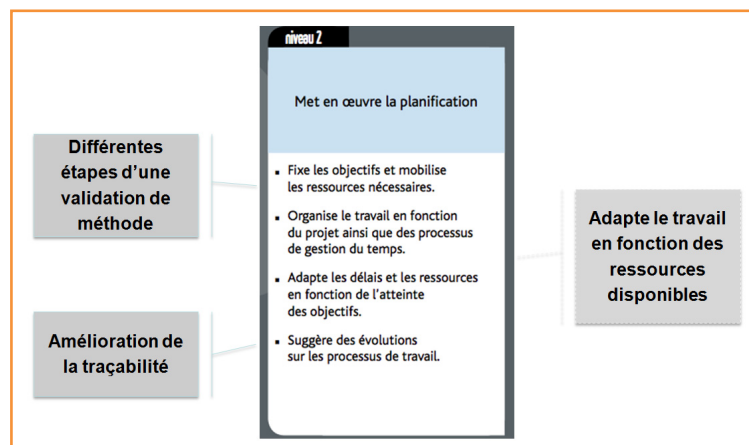 niveau 2
Met en œuvre la planification
Différentes
étapes d’une
validation de
méthode
▪ Fixe les objectifs et mobilise
les ressources nécessaires.
▪ Organise le travail en fonction
du projet ainsi que des processus
de gestion du temps.
▪ Adapte les délais et les ressources
en fonction de l’atteinte
des objectifs.
▪ Suggère des évolutions
sur les processus de travail.
Amélioration de
la traçabilité
Adapte le travail
en fonction des
ressources
disponibles